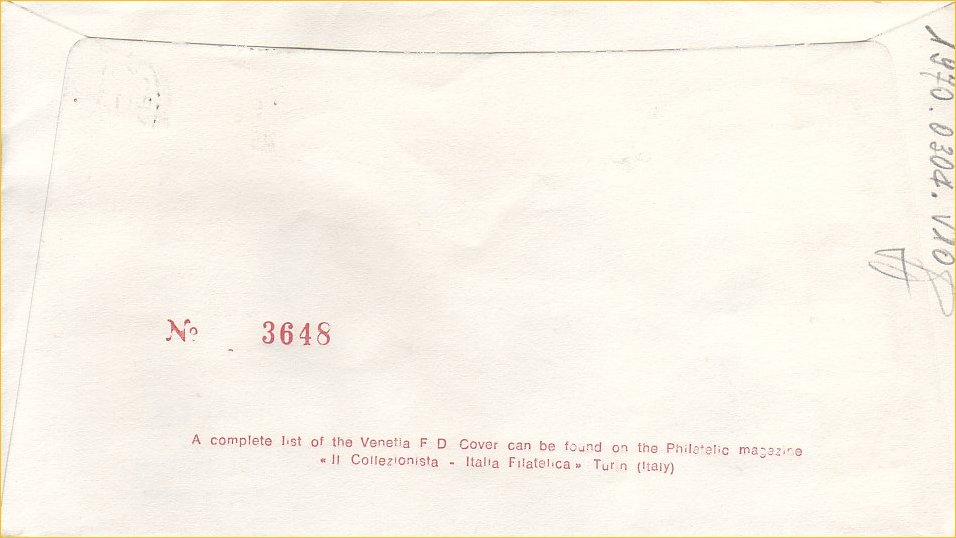 1970.0304.V208
Nº 3648
A complete list of the Venetia F D Cover can be found on the Philatelic magazine
« Il Collezionista - Italia Filatelica » Turin (Italy)